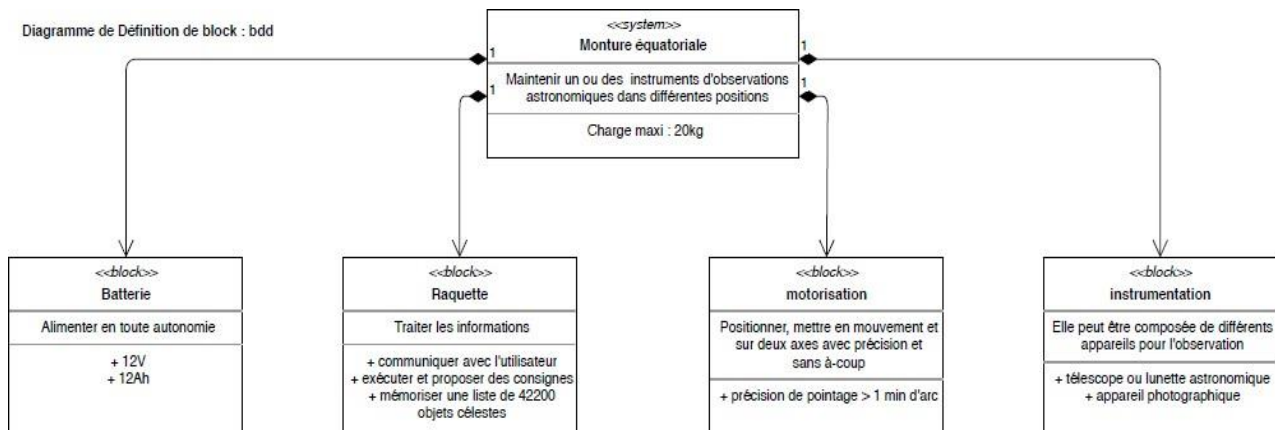 Diagramme de Définition de block : bdd
<<system>>
Monture équatoriale
1
1
1
1
Maintenir un ou des instruments d'observations
astronomiques dans différentes positions
Charge maxi : 20kg
<<block>>
Batterie
Alimenter en toute autonomie
+ 12V
+ 12Ah
<<block>>
Raquette
Traiter les informations
+ communiquer avec l'utilisateur
+ exécuter et proposer des consignes
+ mémoriser une liste de 42200
objets célestes
<<block>>
motorisation
Positionner, mettre en mouvement et
sur deux axes avec précision et
sans à-coup
+ précision de pointage > 1 min d'arc
<<block>>
instrumentation
Elle peut être composée de différents
appareils pour l'observation
+ télescope ou lunette astronomique
+ appareil photographique